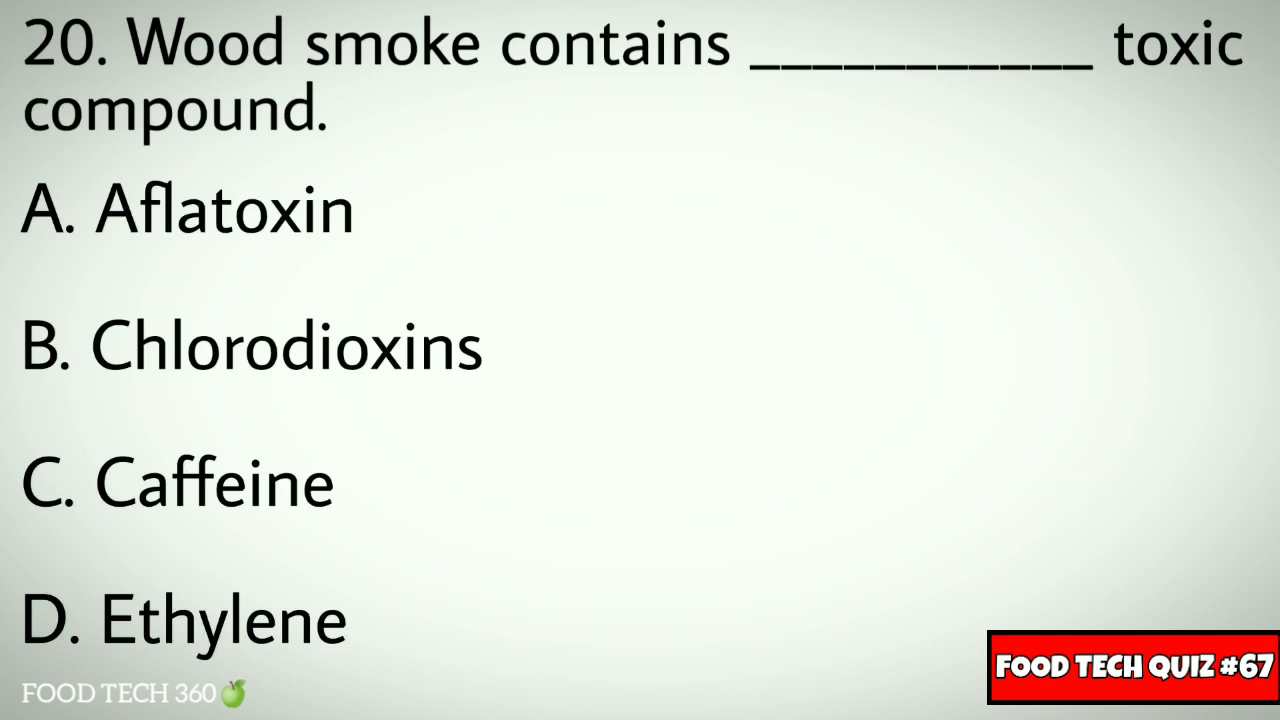 20. Wood smoke contains ___________ toxic
compound.
A. Aflatoxin
B. Chlorodioxins
C. Caffeine
D. Ethylene
FOOD TECH 360
FOOD TECH QUIZ #67